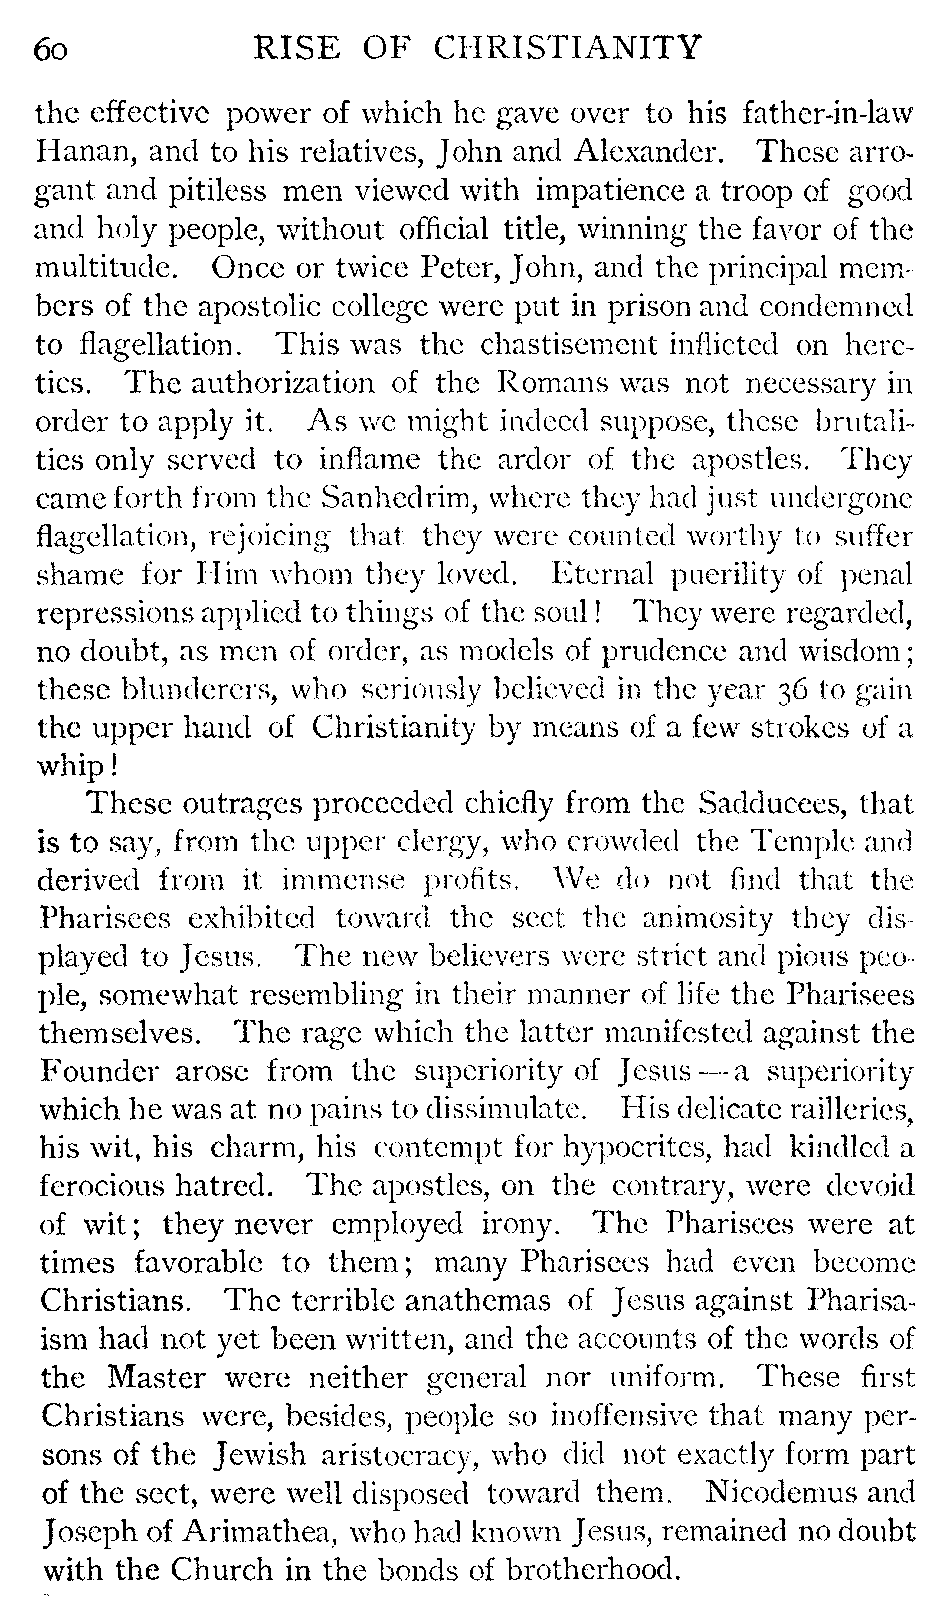 60 RISE OF CHRISTIANITY
the effective power of which he gave over to his father-in-law
Hanan, and to his relatives, John and Alexander. These arro-
gant and pitiless men viewed with impatience a troop of good
and holy people, without official title, winning the favor of the
multitude. Once or twice Peter, John, and the principal mem-
bers of the apostolic college were put in prison and condemned
to flagellation. This was the chastisement inflicted on here-
tics. The authorization of the Romans was not necessary in
order to apply it. As we might indeed suppose, these brutali-
ties only served to inflame the ardor of the apostles. They
came forth from the Sanhedrim, where they had just undergone
flagellation, rejoicing that they were counted worthy to suffer
shame for Him whom they loved. Eternal puerility of penal
repressions applied to things of the soul! They were regarded,
no doubt, as men of order, as models of prudence and wisdom;
these blunderers, who seriously believed in the year 36 to gain
the upper hand of Christianity by means of a few strokes of a
whip!
These outrages proceeded chiefly from the Sadducees, that
is to say, from the upper clergy, who crowded the Temple and
derived from it immense profits. We do not find that the
Pharisees exhibited toward the sect the animosity they dis-
played to Jesus. The new believers were strict and pious peo-
ple, somewhat resembling in their manner of life the Pharisees
themselves. The rage which the latter manifested against the
Founder arose from the superiority of Jesus — a superiority
which he was at no pains to dissimulate. His delicate railleries,
his wit, his charm, his contempt for hypocrites, had kindled a
ferocious hatred. The apostles, on the contrary, were devoid
of wit; they never employed irony. The Pharisees were at
times favorable to them; many Pharisees had even become
Christians. The terrible anathemas of Jesus against Pharisa-
ism had not yet been written, and the accounts of the words of
the Master were neither general nor uniform. These first
Christians were, besides, people so inoffensive that many per-
sons of the Jewish aristocracy, who did not exactly form part
of the sect, were well disposed toward them. Nicodemus and
Joseph of Arimathea, who had known Jesus, remained no doubt
with the Church in the bonds of brotherhood.